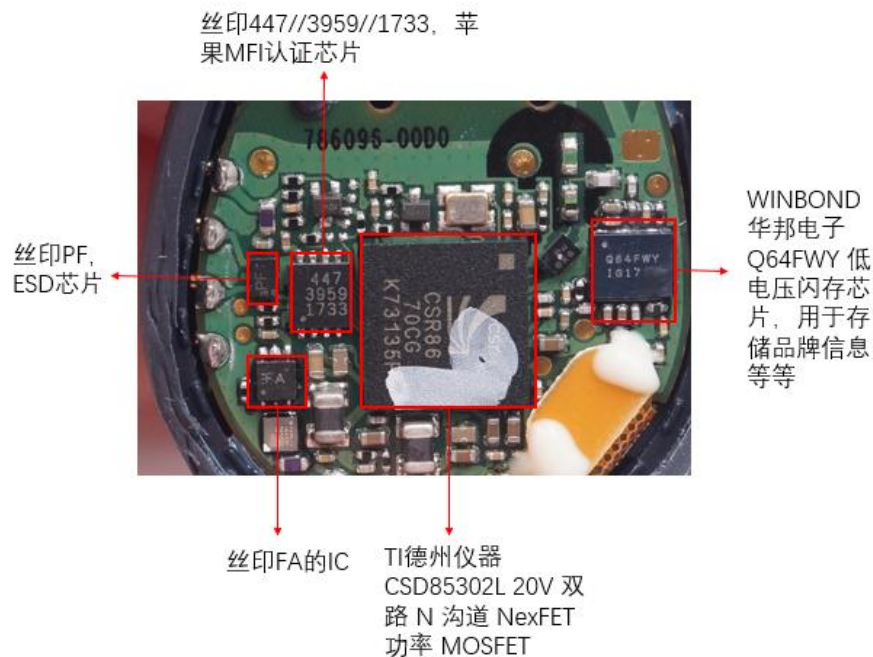 丝印447//3959//1733，苹
果MFI认证芯片
786095-00D0
丝印PF，
ESD芯片
PF
447
3959
1733
CSR86
70CG
K73135
csr
Q64FWY
IG17
WINBOND
华邦电子
Q64FWY 低
电压闪存芯
片，用于存
储品牌信息
等等
FA
丝印FA的IC
TI德州仪器
CSD85302L 20V 双
路 N 沟道 NexFET
功率 MOSFET